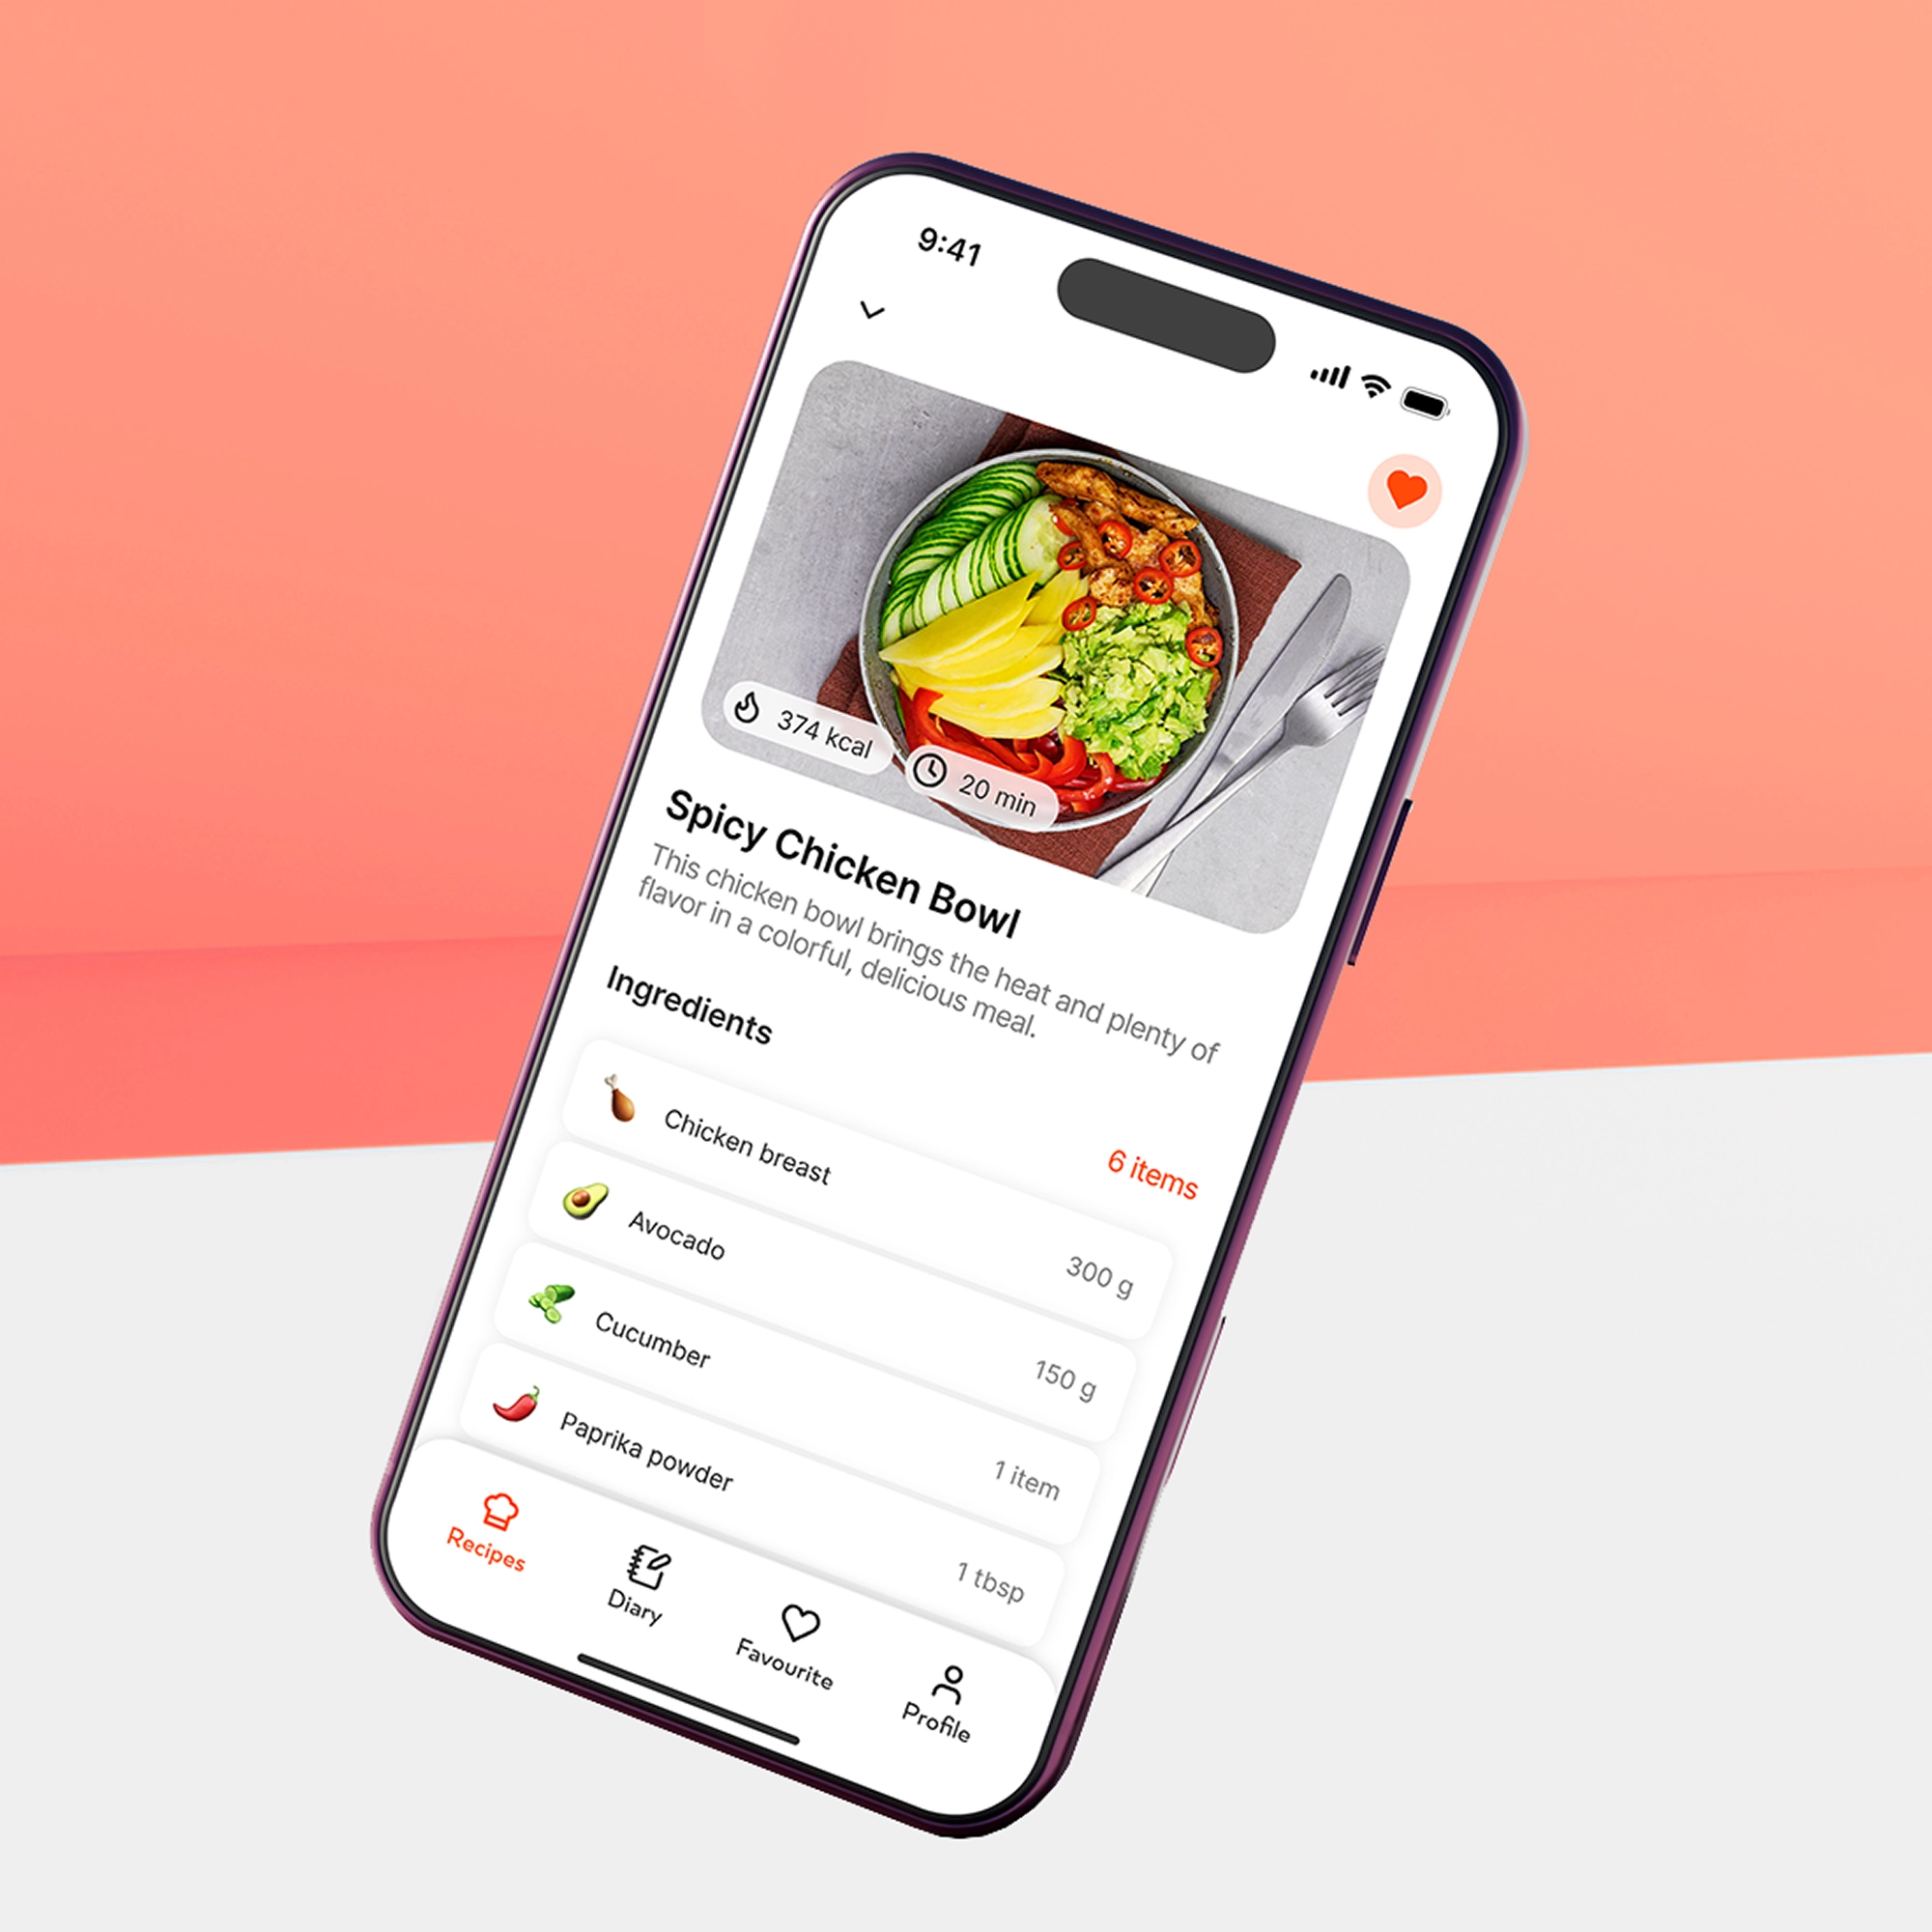 9:41
374 kcal
20 min
Spicy Chicken Bowl
This chicken bowl brings the heat and plenty of
flavor in a colorful, delicious meal.
Ingredients
6 items
Chicken breast
300 g
Avocado
150 g
Cucumber
1 item
Paprika powder
1 tbsp
Recipes
Diary
Favourite
Profile